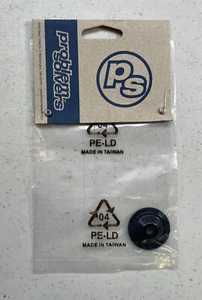 problem
solvers
ps
04
PE-LD
MADE IN TAIWAN
04
PE-LD
MADE IN TAIWAN